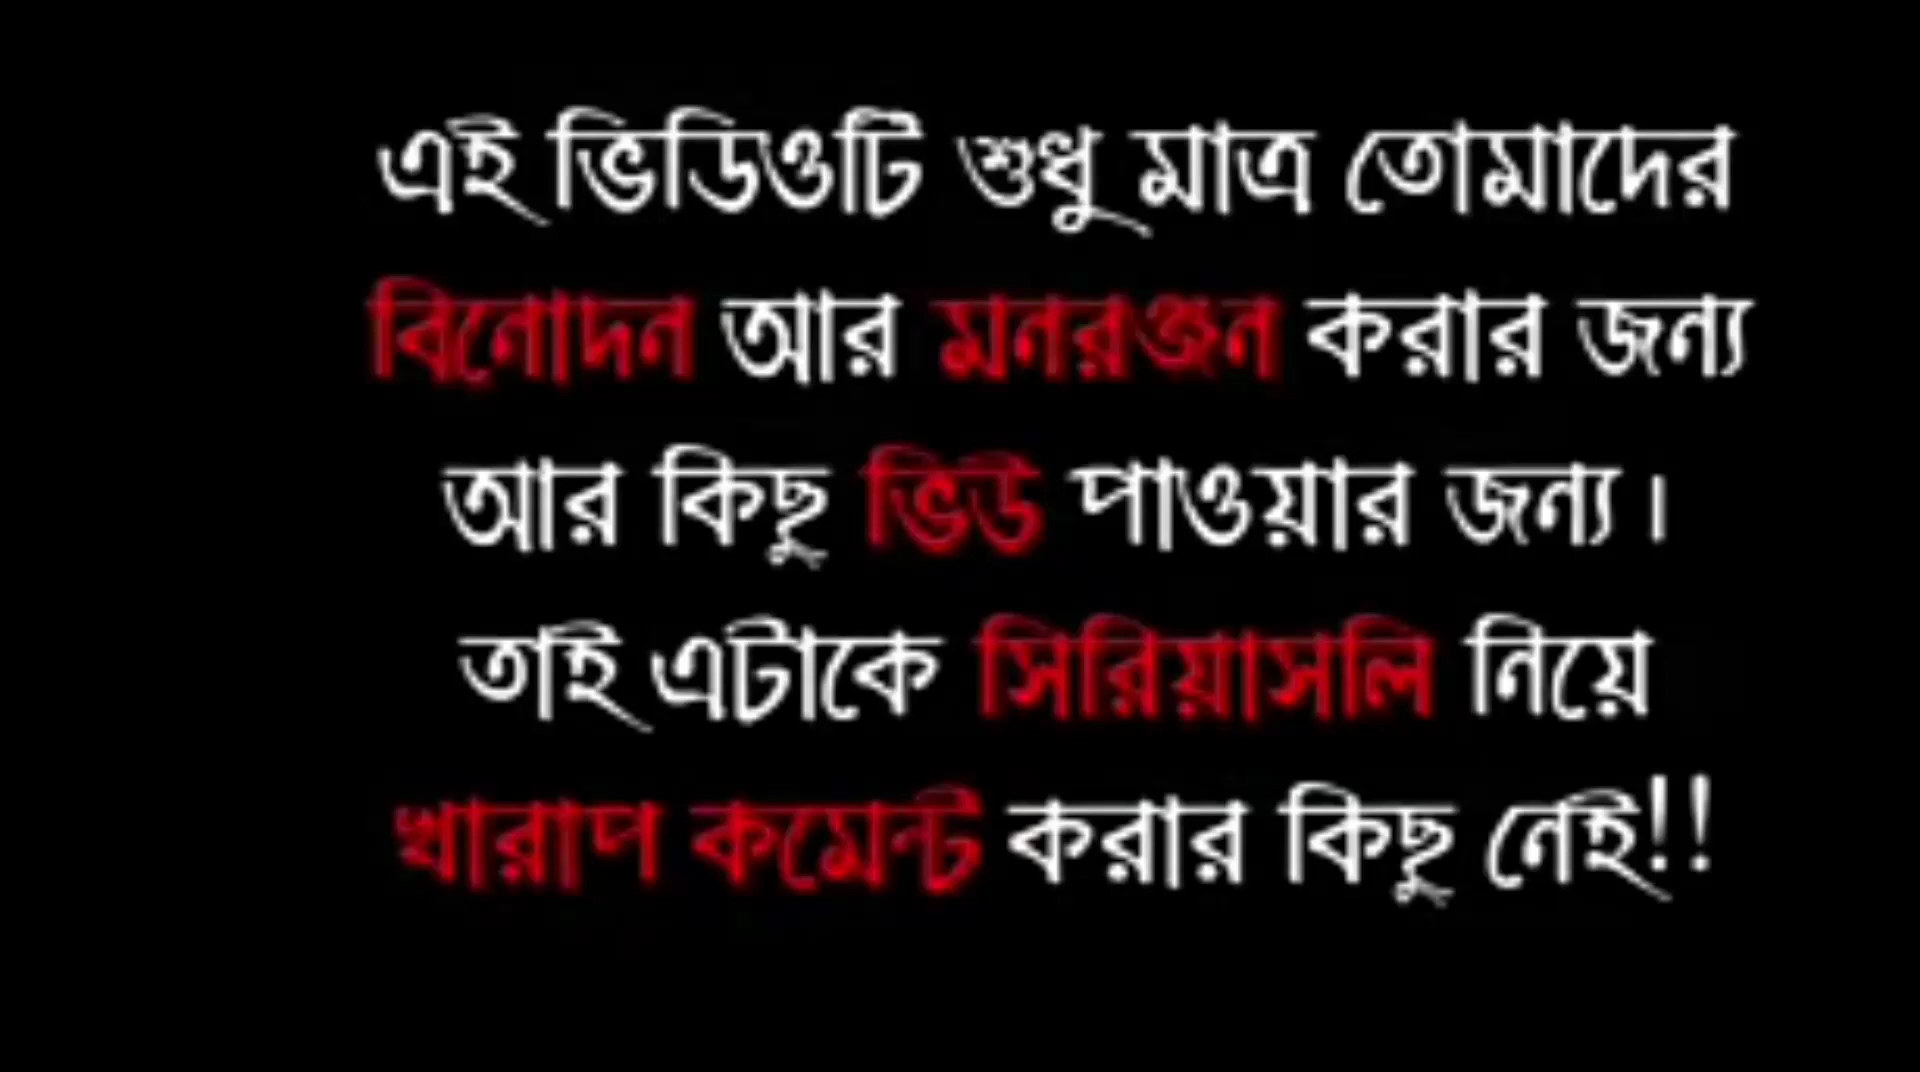 এই ভিডিওটি শুধু মাত্র তোমাদের
বিনোদন আর মনরঞ্জন করার জন্য
আর কিছু ভিউ পাওয়ার জন্য।
তাই এটাকে সিরিয়াসলি নিয়ে
খারাপ কমেন্ট করার কিছু নেই!!